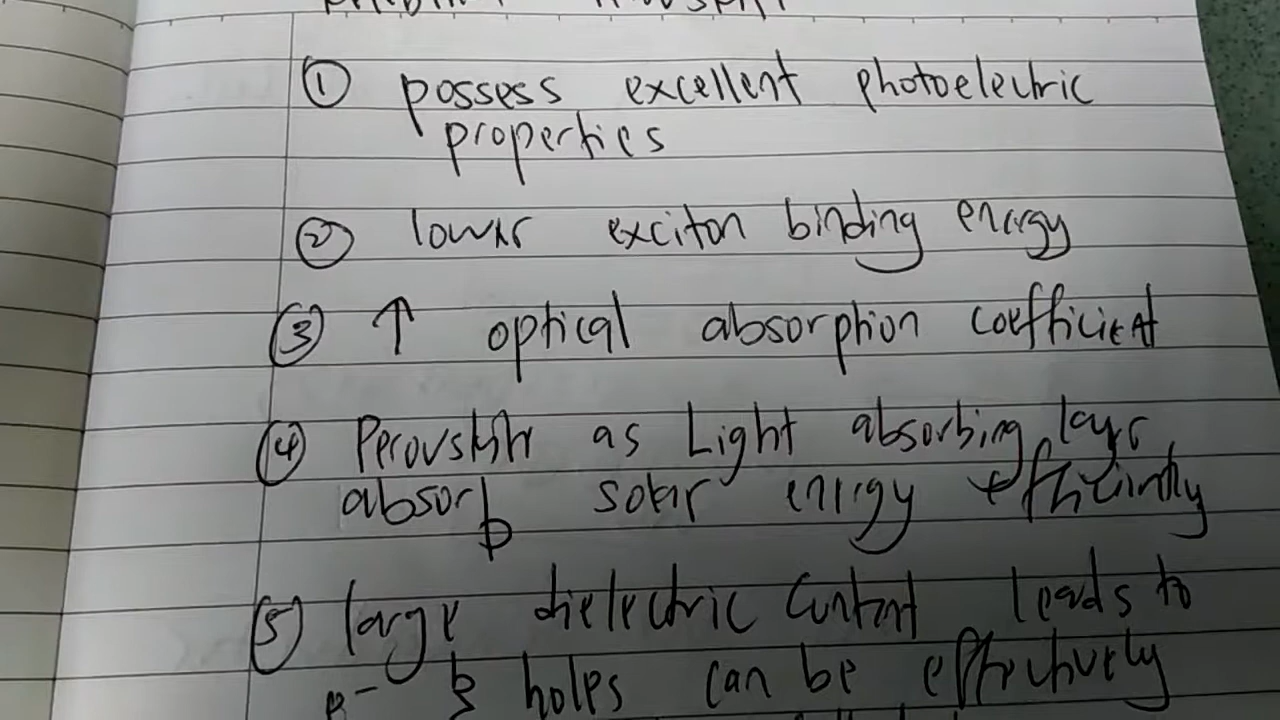 ① possess excellent photoelectric
properties
② lower exciton binding energy
③ ↑ optical absorption coefficient
④ Perovskite as Light absorbing layer
absorb solar energy efficiently
⑤ large dielectric constant leads to
e⁻ & holes can be effectively